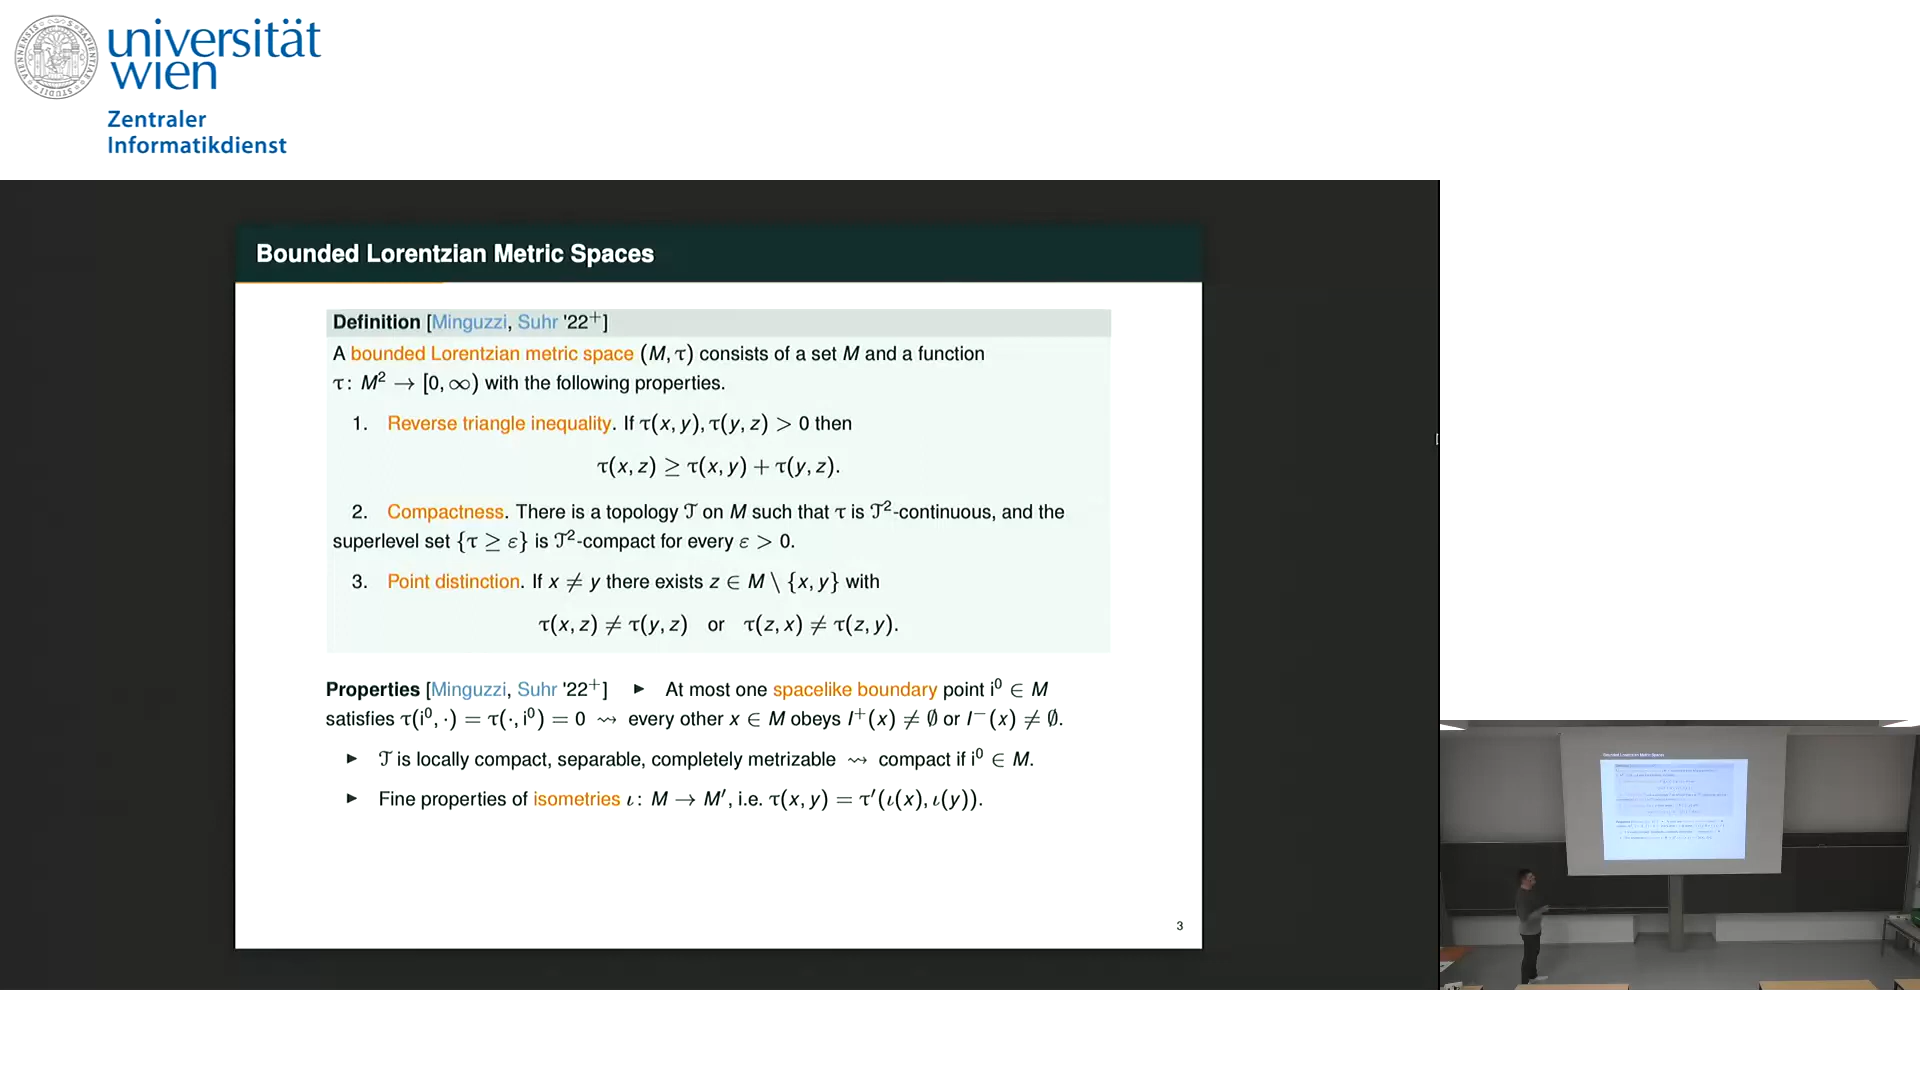 universität
wien
Zentraler
Informatikdienst
Bounded Lorentzian Metric Spaces
Definition [Minguzzi, Suhr '22⁺]
A bounded Lorentzian metric space (M, τ) consists of a set M and a function
τ: M² → [0, ∞) with the following properties.
1. Reverse triangle inequality. If τ(x, y), τ(y, z) > 0 then
τ(x, z) ≥ τ(x, y) + τ(y, z).
2. Compactness. There is a topology 𝒯 on M such that τ is 𝒯²-continuous, and the
superlevel set {τ ≥ ε} is 𝒯²-compact for every ε > 0.
3. Point distinction. If x ≠ y there exists z ∈ M \ {x, y} with
τ(x, z) ≠ τ(y, z) or τ(z, x) ≠ τ(z, y).
Properties [Minguzzi, Suhr '22⁺] ▶ At most one spacelike boundary point i⁰ ∈ M
satisfies τ(i⁰, ·) = τ(·, i⁰) = 0 ⇝ every other x ∈ M obeys I⁺(x) ≠ ∅ or I⁻(x) ≠ ∅.
▶ 𝒯 is locally compact, separable, completely metrizable ⇝ compact if i⁰ ∈ M.
▶ Fine properties of isometries ι: M → M′, i.e. τ(x, y) = τ′(ι(x), ι(y)).
3
Bounded Lorentzian Metric Spaces